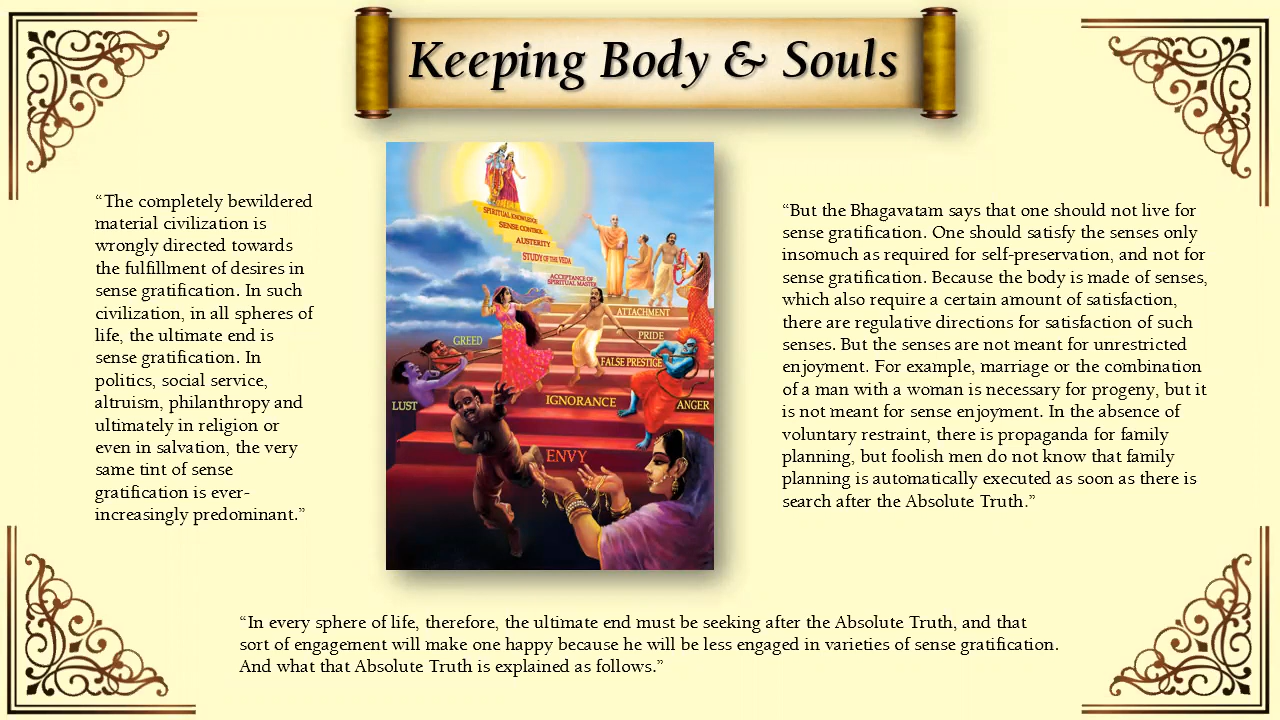 Keeping Body & Souls
“The completely bewildered
material civilization is
wrongly directed towards
the fulfillment of desires in
sense gratification. In such
civilization, in all spheres of
life, the ultimate end is
sense gratification. In
politics, social service,
altruism, philanthropy and
ultimately in religion or
even in salvation, the very
same tint of sense
gratification is ever-
increasingly predominant.”
SPIRITUAL KNOWLEDGE
SENSE CONTROL
AUSTERITY
STUDY OF THE VEDA
ACCEPTANCE OF
SPIRITUAL MASTER
ATTACHMENT
PRIDE
GREED
FALSE PRESTIGE
LUST
IGNORANCE
ANGER
ENVY
“But the Bhagavatam says that one should not live for
sense gratification. One should satisfy the senses only
insomuch as required for self-preservation, and not for
sense gratification. Because the body is made of senses,
which also require a certain amount of satisfaction,
there are regulative directions for satisfaction of such
senses. But the senses are not meant for unrestricted
enjoyment. For example, marriage or the combination
of a man with a woman is necessary for progeny, but it
is not meant for sense enjoyment. In the absence of
voluntary restraint, there is propaganda for family
planning, but foolish men do not know that family
planning is automatically executed as soon as there is
search after the Absolute Truth.”
“In every sphere of life, therefore, the ultimate end must be seeking after the Absolute Truth, and that
sort of engagement will make one happy because he will be less engaged in varieties of sense gratification.
And what that Absolute Truth is explained as follows.”